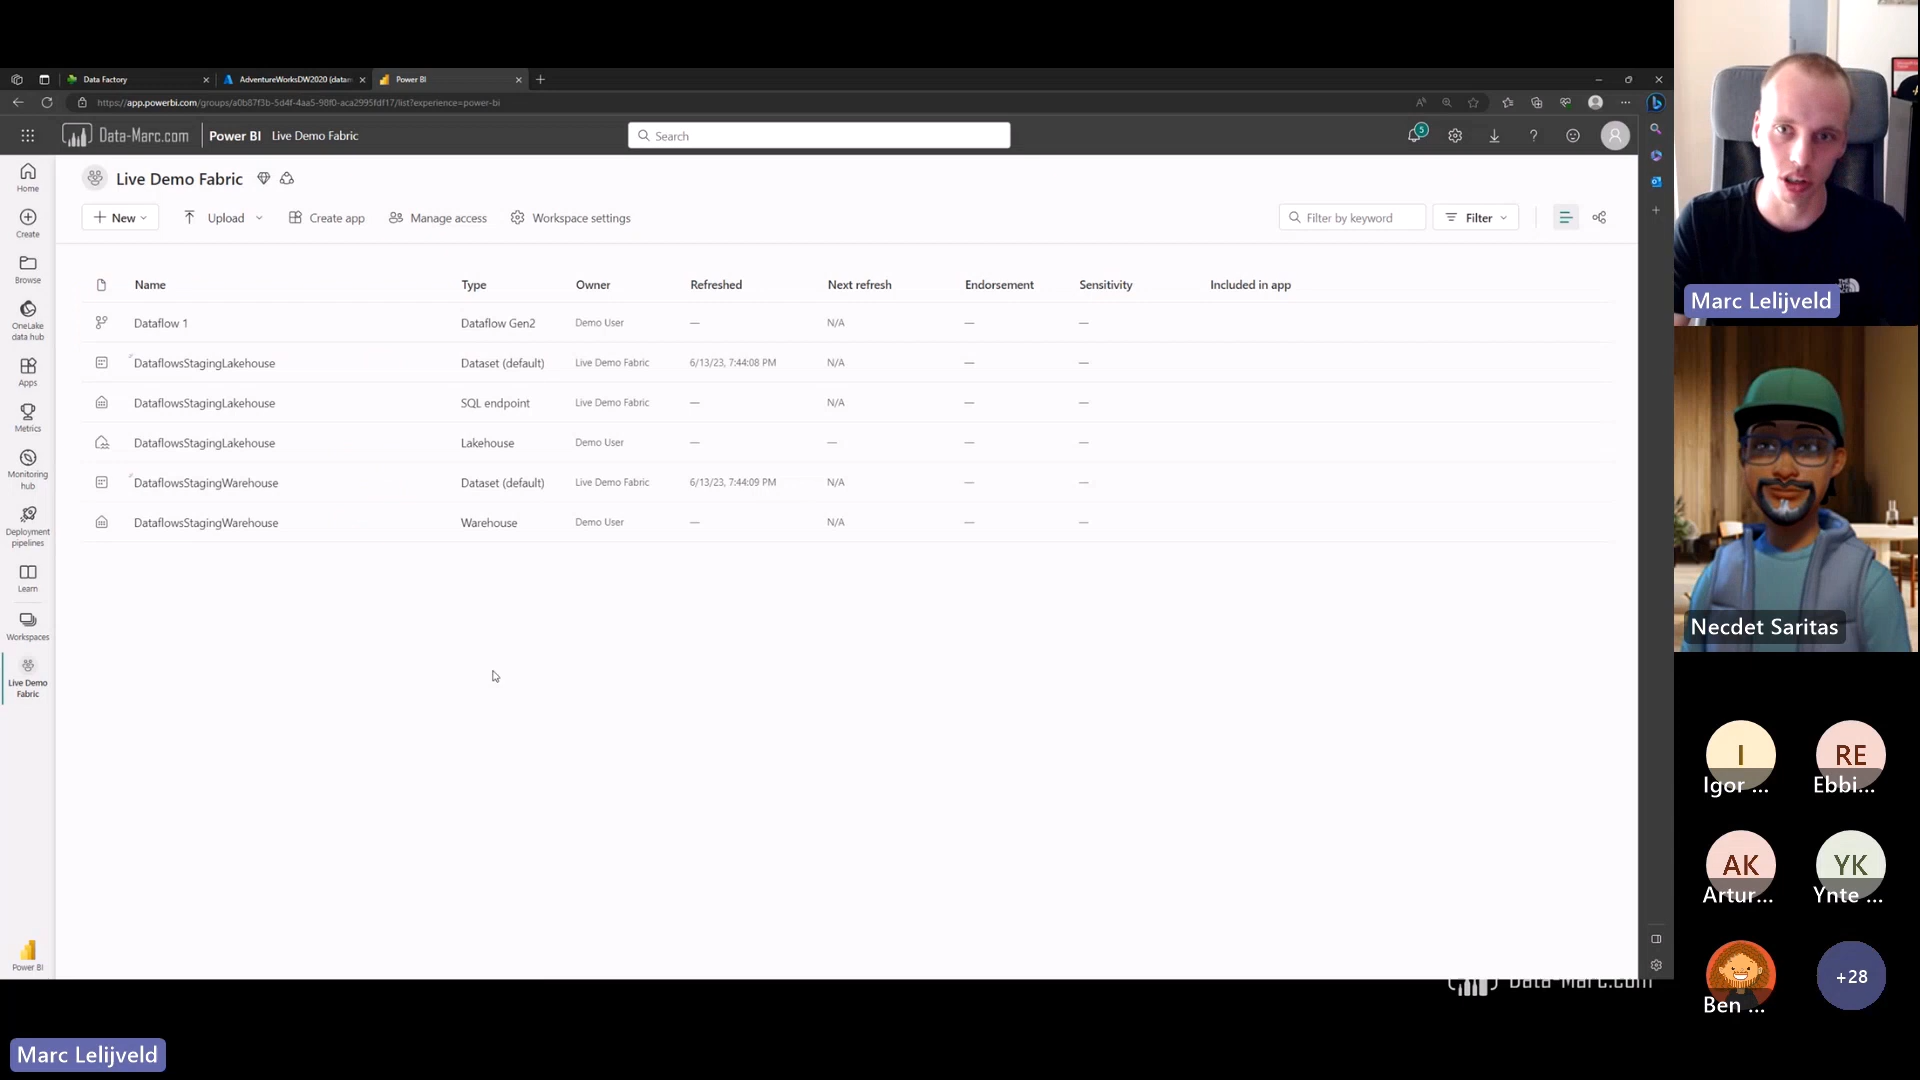 Data Factory
AdventureWorksDW2020 (datam
Power BI
https://app.powerbi.com/groups/a0b87f3b-5d4f-4aa5-98f0-aca2995fdf17/list?experience=power-bi
Data-Marc.com
Power BI Live Demo Fabric
Search
5
Home
Create
Browse
OneLake
data hub
Apps
Metrics
Monitoring
hub
Deployment
pipelines
Learn
Workspaces
Live Demo
Fabric
Power BI
Live Demo Fabric
New
Upload
Create app
Manage access
Workspace settings
Filter by keyword
Filter
Name Type Owner Refreshed Next refresh Endorsement Sensitivity Included in app
Dataflow 1 Dataflow Gen2 Demo User — N/A — —
DataflowsStagingLakehouse Dataset (default) Live Demo Fabric 6/13/23, 7:44:08 PM N/A — —
DataflowsStagingLakehouse SQL endpoint Live Demo Fabric — N/A — —
DataflowsStagingLakehouse Lakehouse Demo User — — — —
DataflowsStagingWarehouse Dataset (default) Live Demo Fabric 6/13/23, 7:44:09 PM N/A — —
DataflowsStagingWarehouse Warehouse Demo User — N/A — —
Data-Marc.com
Marc Lelijveld
Marc Lelijveld
Necdet Saritas
I
Igor ...
RE
Ebbi...
AK
Artur...
YK
Ynte ...
Ben ...
+28